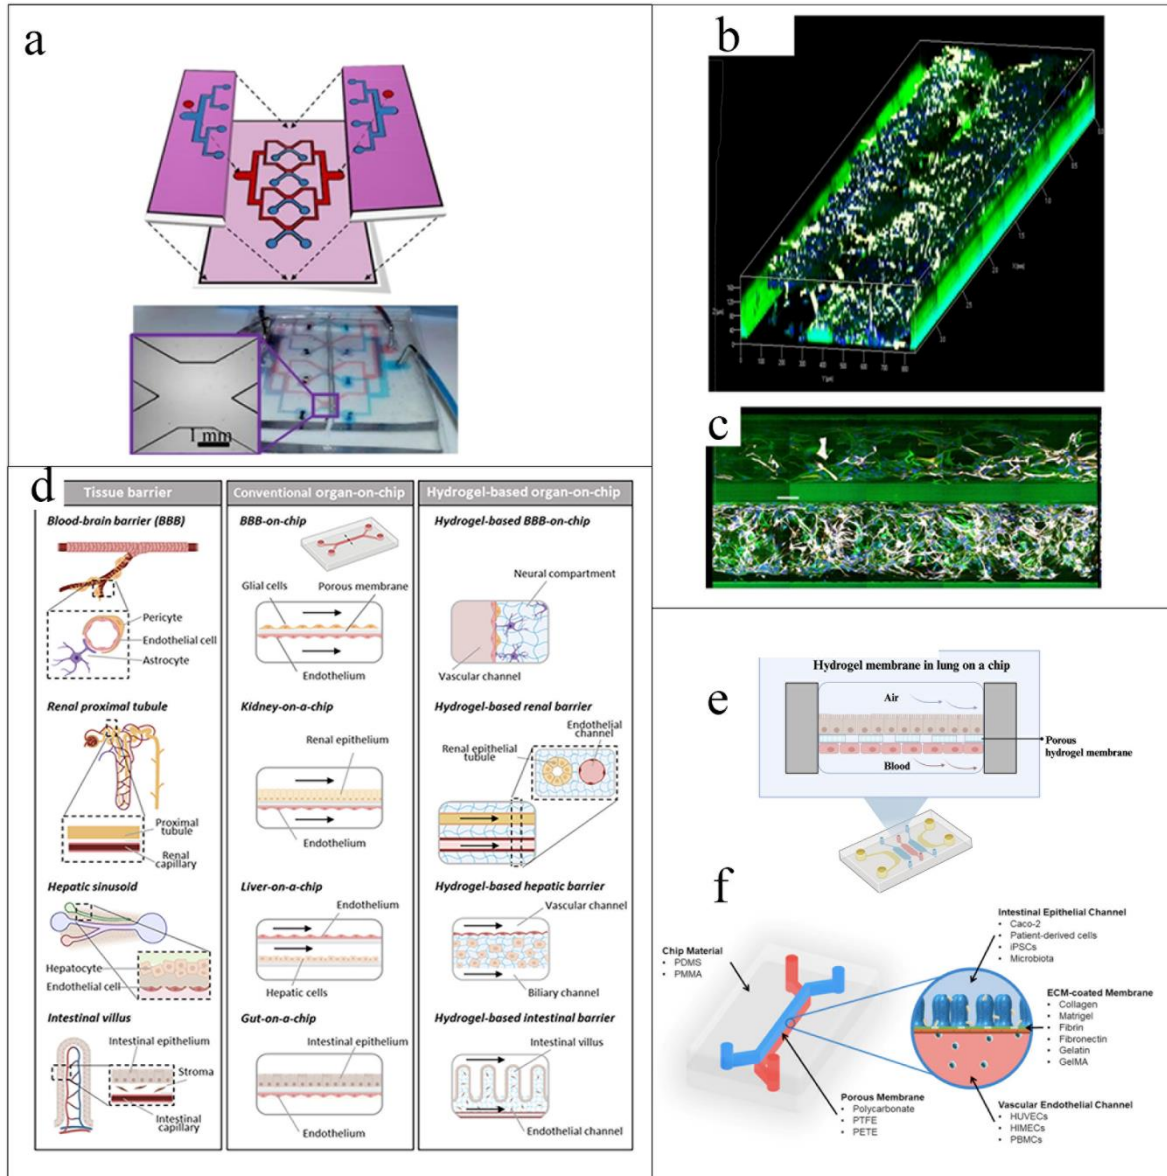 a
1 mm
b
c
d
Tissue barrier
Conventional organ-on-chip
Hydrogel-based organ-on-chip
Blood-brain barrier (BBB)
Pericyte
Endothelial cell
Astrocyte
BBB-on-chip
Glial cells
Porous membrane
Endothelium
Hydrogel-based BBB-on-chip
Neural compartment
Vascular channel
Renal proximal tubule
Proximal
tubule
Renal
capillary
Kidney-on-a-chip
Renal epithelium
Endothelium
Hydrogel-based renal barrier
Endothelial
channel
Renal epithelial
tubule
Hepatic sinusoid
Hepatocyte
Endothelial cell
Liver-on-a-chip
Endothelium
Hepatic cells
Hydrogel-based hepatic barrier
Vascular channel
Biliary channel
Intestinal villus
Intestinal epithelium
Stroma
Intestinal
capillary
Gut-on-a-chip
Intestinal epithelium
Endothelium
Hydrogel-based intestinal barrier
Intestinal villus
Endothelial channel
e
Hydrogel membrane in lung on a chip
Air
Blood
Porous
hydrogel membrane
f
Chip Material
• PDMS
• PMMA
Porous Membrane
• Polycarbonate
• PTFE
• PETE
Intestinal Epithelial Channel
• Caco-2
• Patient-derived cells
• iPSCs
• Microbiota
ECM-coated Membrane
• Collagen
• Matrigel
• Fibrin
• Fibronectin
• Gelatin
• GelMA
Vascular Endothelial Channel
• HUVECs
• HIMECs
• PBMCs